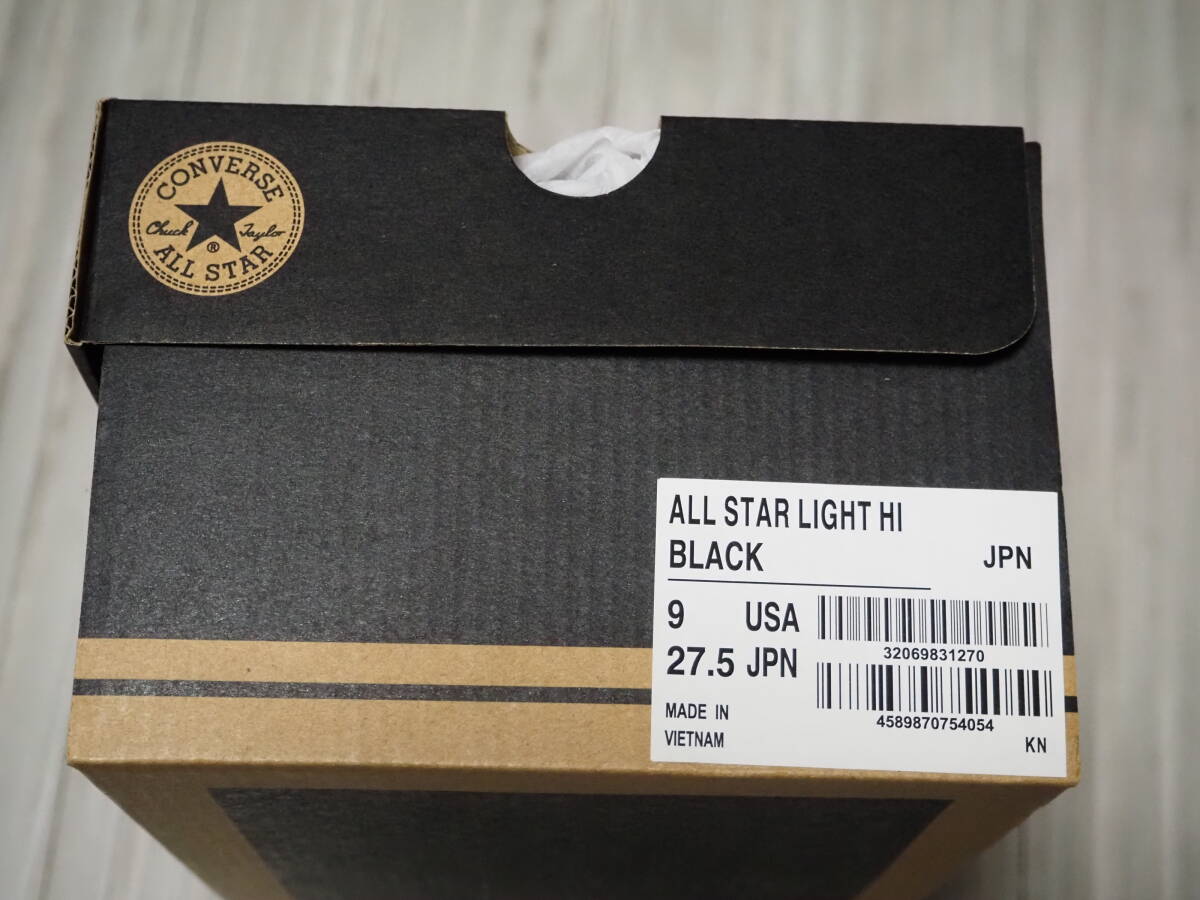 CONVERSE
Chuck Taylor
®
ALL STAR
ALL STAR LIGHT HI
BLACK JPN
9 USA
32069831270
27.5 JPN
4589870754054
MADE IN
VIETNAM
KN